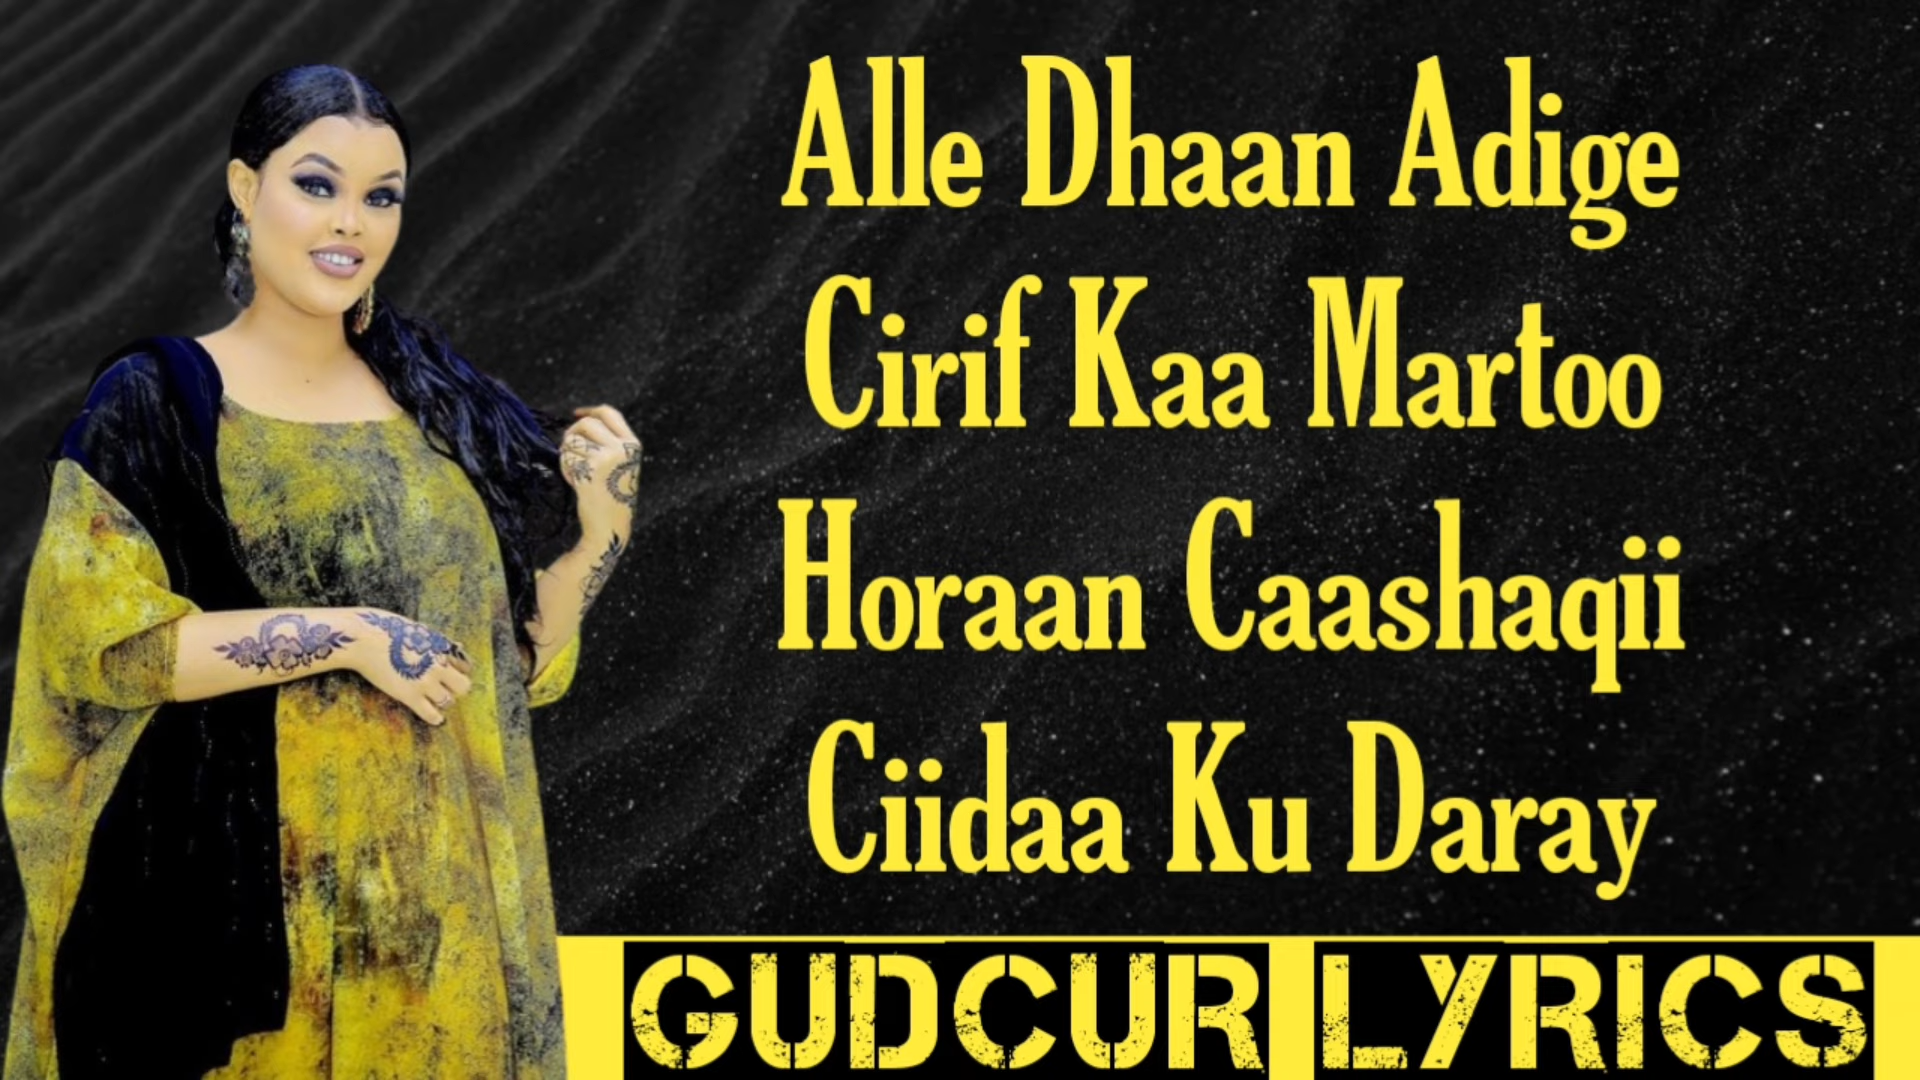 Alle Dhaan Adige
Cirif Kaa Martoo
Horaan Caashaqii
Ciidaa Ku Daray
GUDCUR LYRICS